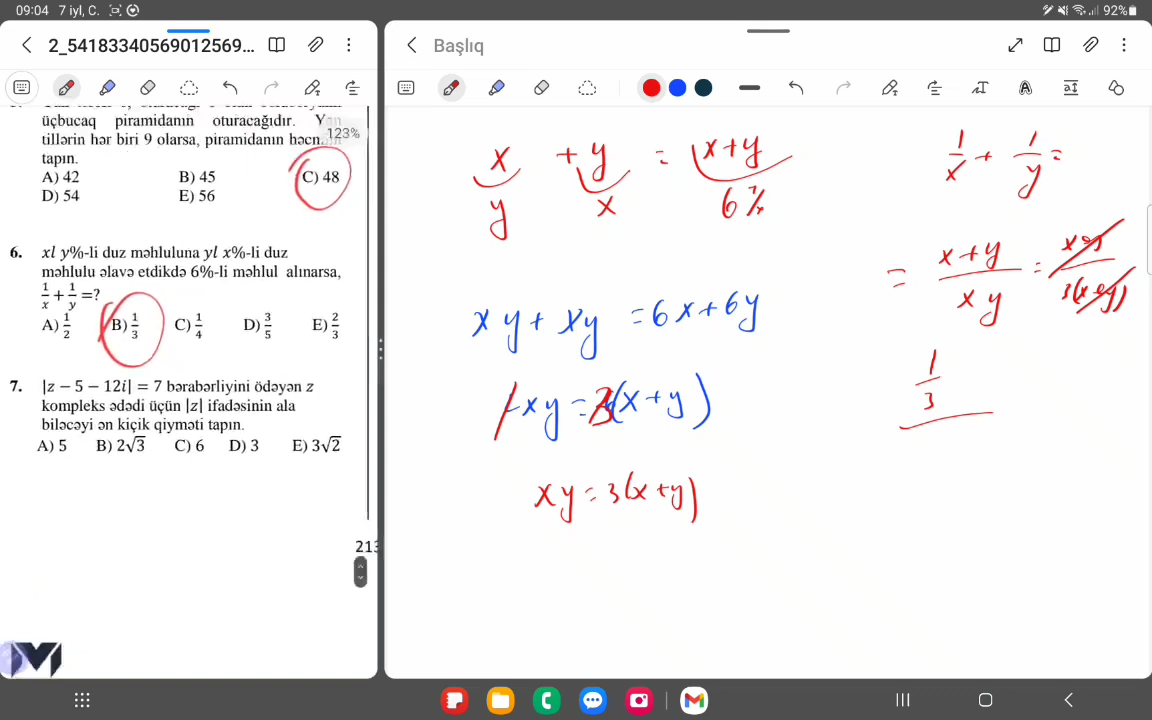 09:04 7 iyl, C. 92%
2_54183340569012569...
Başlıq
üçbucaq piramidanın oturacağıdır. Yan
123%
tillərin hər biri 9 olarsa, piramidanın həcmini
tapın.
A) 42 B) 45 C) 48
D) 54 E) 56
6. xl y%-li duz məhluluna yl x%-li duz
məhlulu əlavə etdikdə 6%-li məhlul alınarsa,
1/x + 1/y =?
A) 1/2 B) 1/3 C) 1/4 D) 3/5 E) 2/3
7. |z − 5 − 12i| = 7 bərabərliyini ödəyən z
kompleks ədədi üçün |z| ifadəsinin ala
biləcəyi ən kiçik qiyməti tapın.
A) 5 B) 2√3 C) 6 D) 3 E) 3√2
213
M
x + y = x+y
y x 6%
xy + xy = 6x+6y
xy = 3(x+y)
xy = 3(x+y)
1/x + 1/y =
= x+y/xy = x+y/3(x+y)
1/3